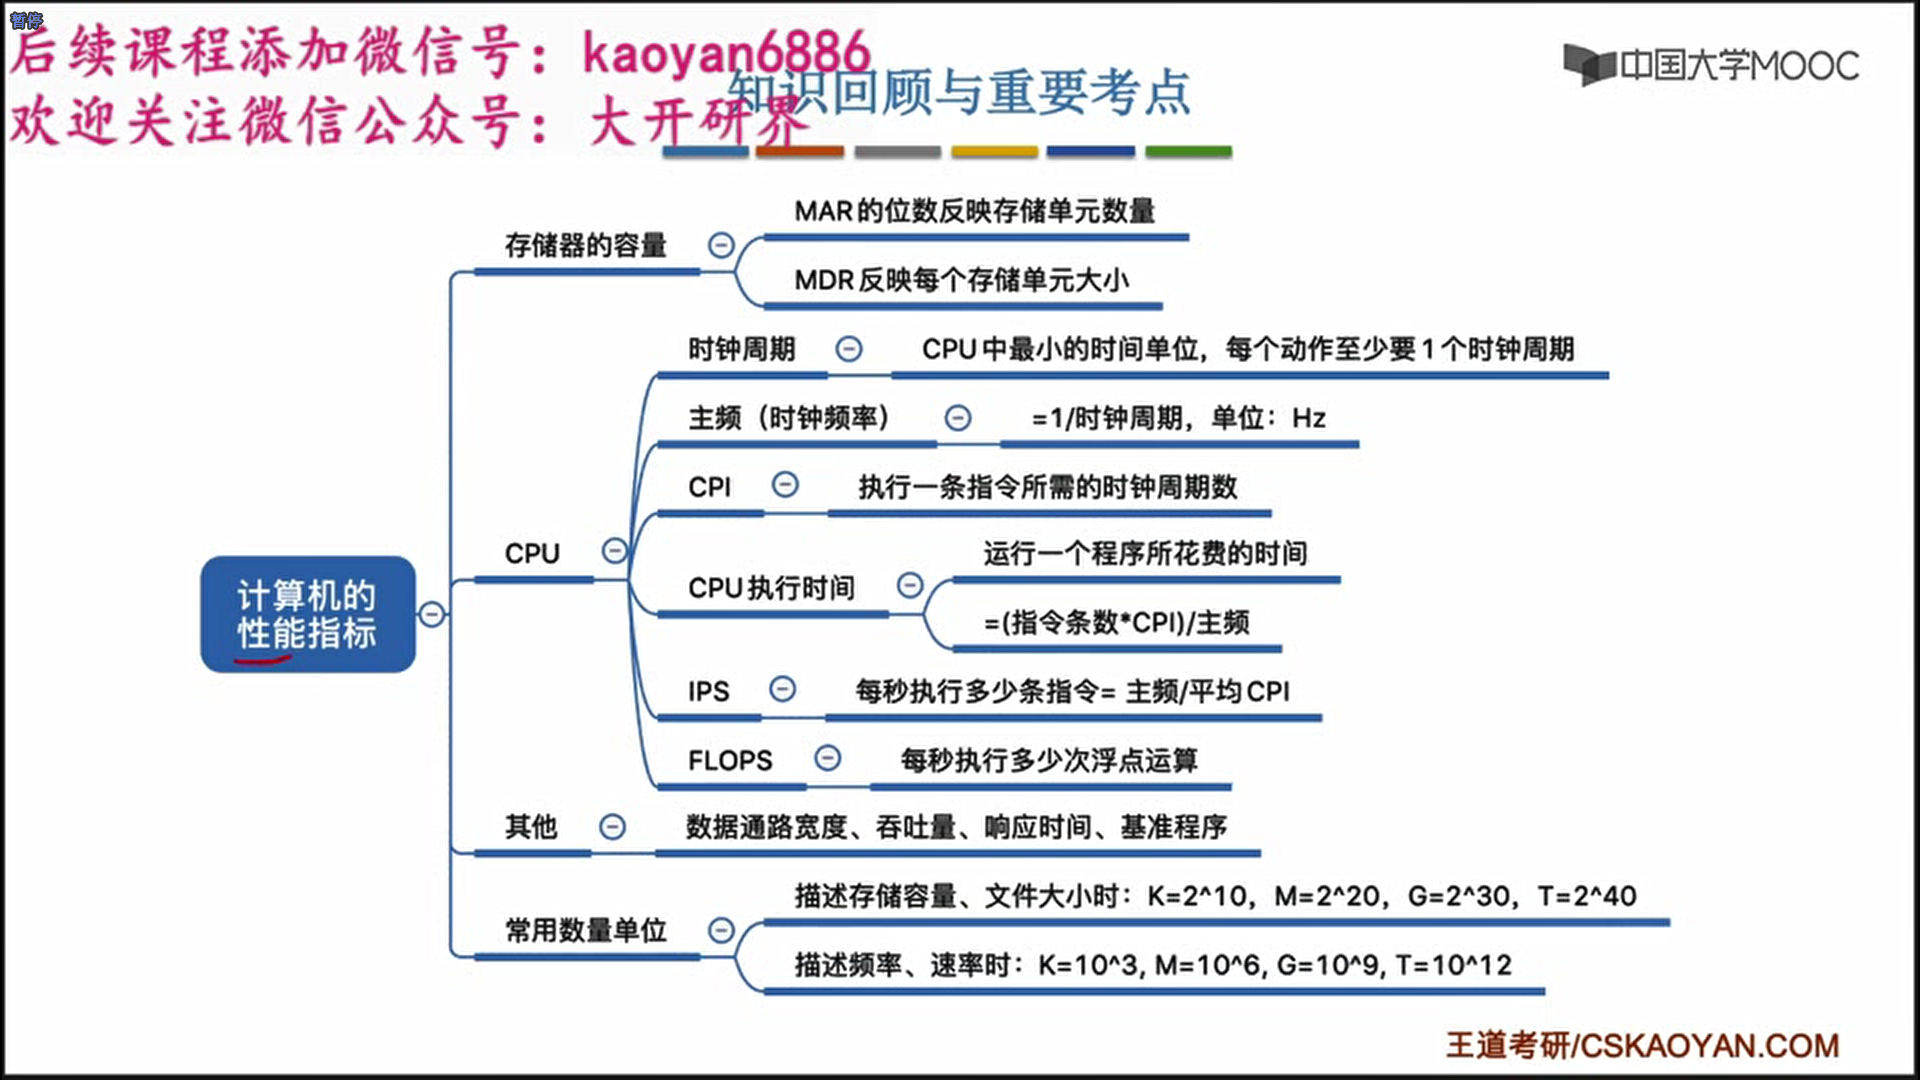 暂停
后续课程添加微信号：kaoyan6886
欢迎关注微信公众号：大开研界
知识回顾与重要考点
中国大学MOOC
存储器的容量
MAR的位数反映存储单元数量
MDR反映每个存储单元大小
时钟周期
CPU中最小的时间单位，每个动作至少要1个时钟周期
主频（时钟频率）
=1/时钟周期，单位：Hz
CPI
执行一条指令所需的时钟周期数
CPU
CPU执行时间
运行一个程序所花费的时间
=(指令条数*CPI)/主频
计算机的
性能指标
IPS
每秒执行多少条指令= 主频/平均CPI
FLOPS
每秒执行多少次浮点运算
其他
数据通路宽度、吞吐量、响应时间、基准程序
常用数量单位
描述存储容量、文件大小时：K=2^10，M=2^20，G=2^30，T=2^40
描述频率、速率时：K=10^3, M=10^6, G=10^9, T=10^12
王道考研/CSKAOYAN.COM